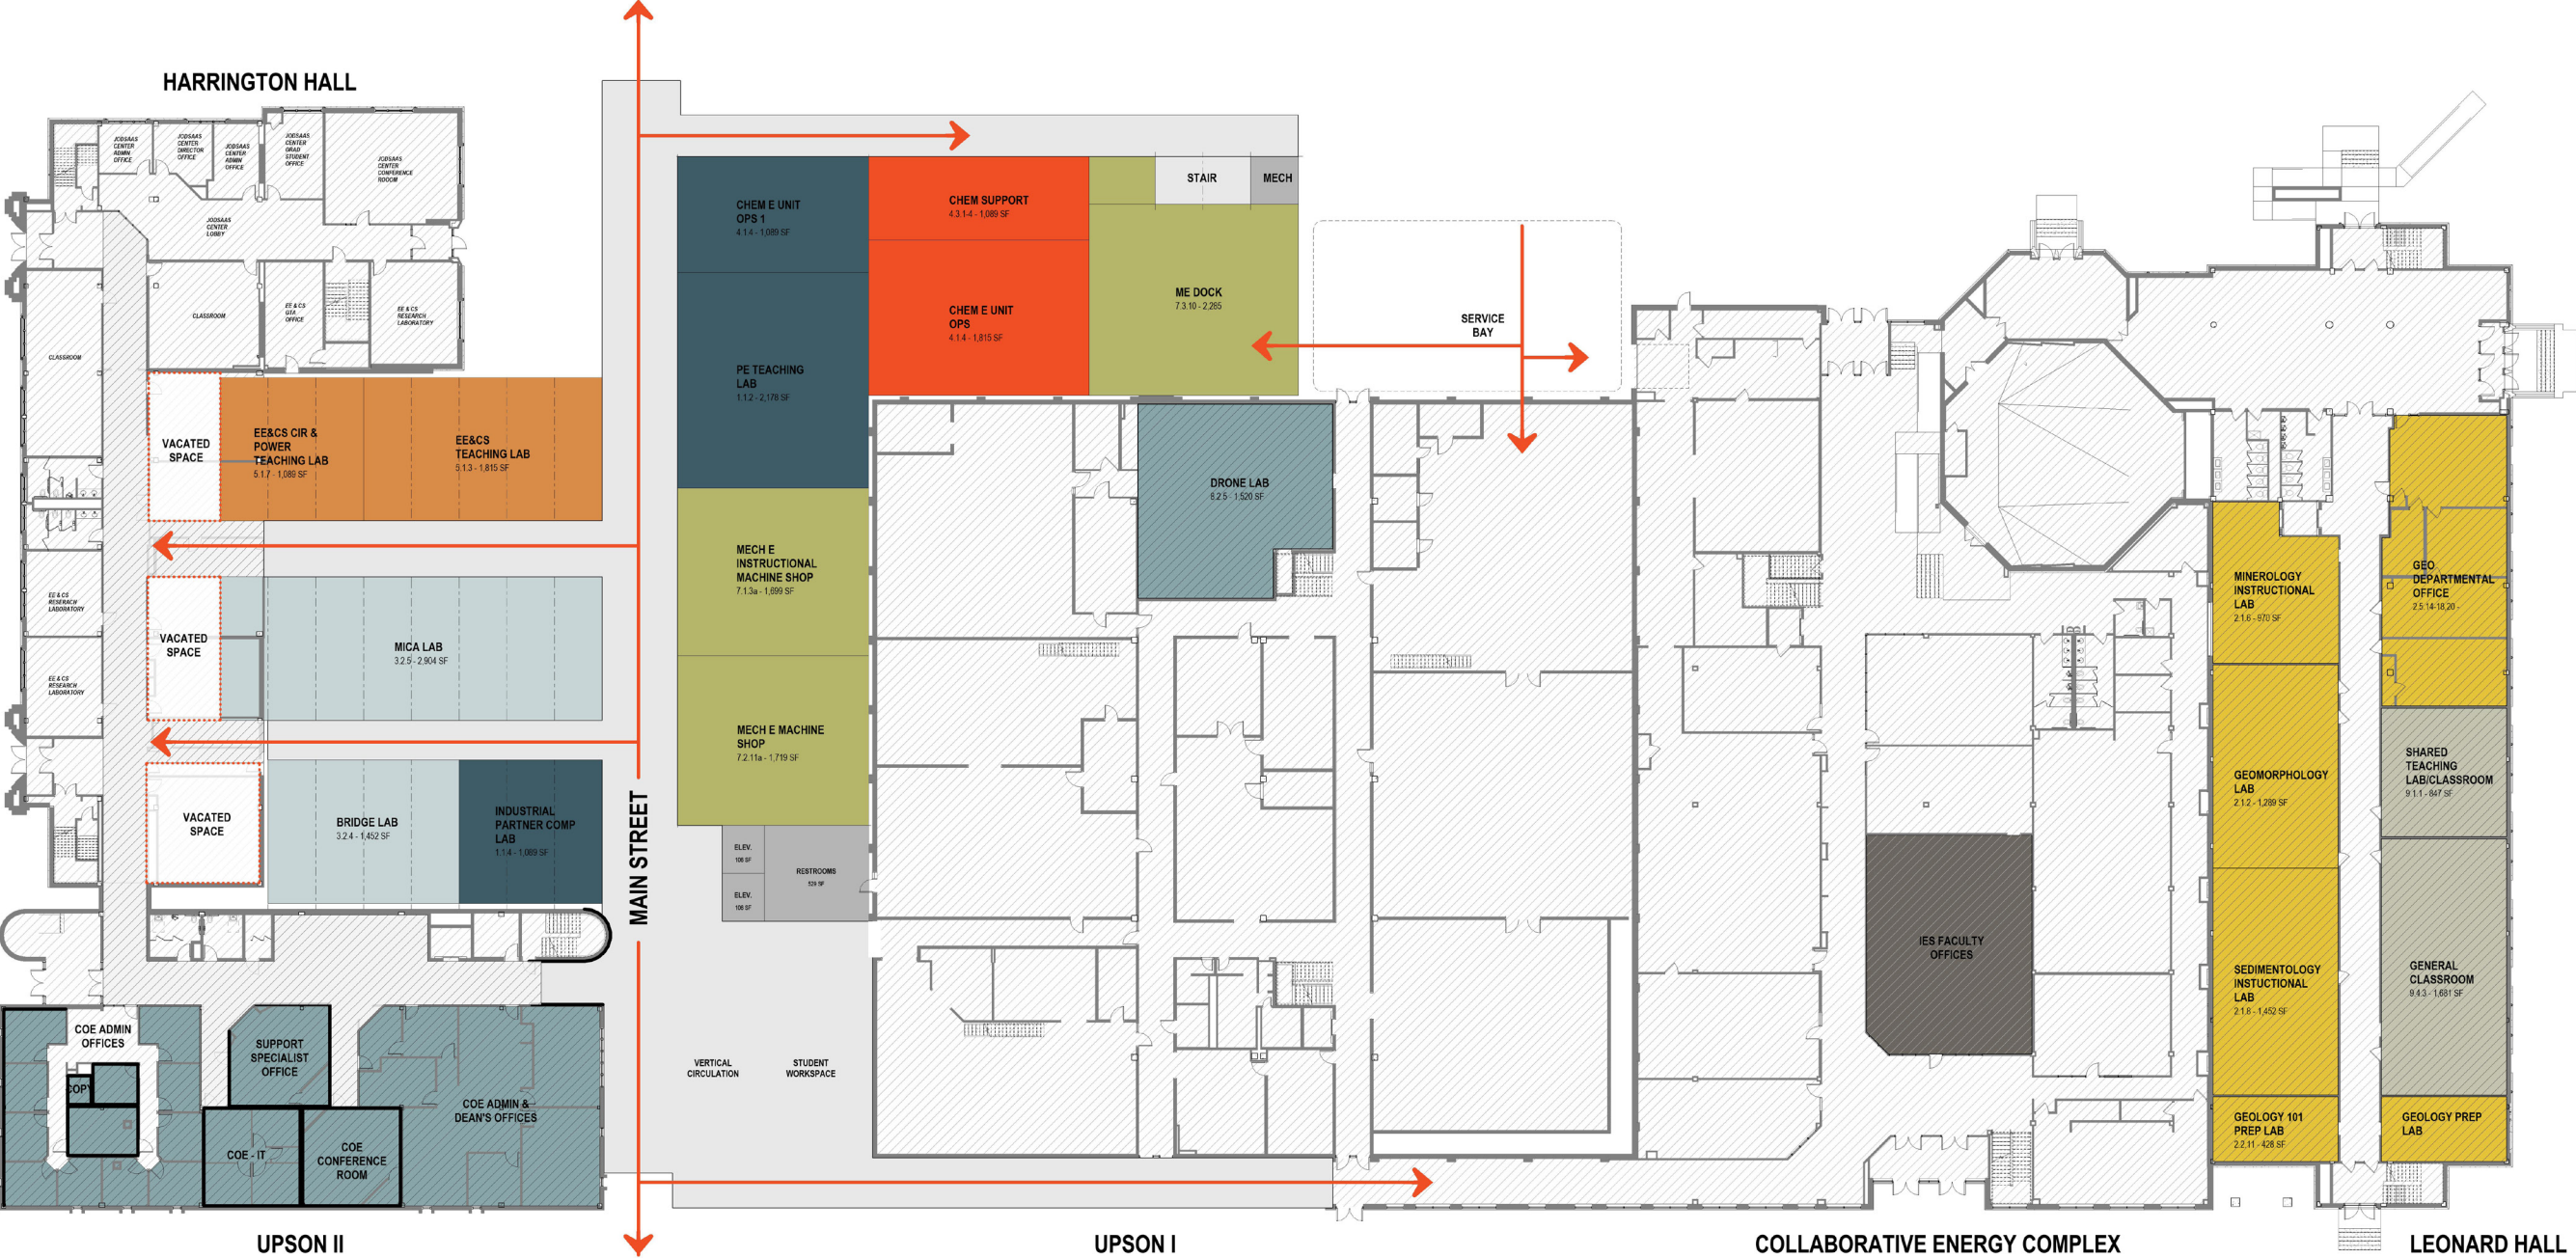 HARRINGTON HALL
JODSAAS
CENTER
ADMIN
OFFICE
JODSAAS
CENTER
DIRECTOR
OFFICE
JODSAAS
CENTER
ADMIN
OFFICE
JODSAAS
CENTER
GRAD
STUDENT
OFFICE
JODSAAS
CENTER
CONFERENCE
ROOOM
JODSAAS
CENTER
LOBBY
CLASSROOM
EE & CS
GTA
OFFICE
EE & CS
RESEARCH
LABORATORY
CLASSROOM
VACATED
SPACE
EE&CS CIR &
POWER
TEACHING LAB
5.1.7 - 1,089 SF
EE&CS
TEACHING LAB
5.1.3 - 1,815 SF
EE & CS
RESERACH
LABORATORY
EE & CS
RESEARCH
LABORATORY
VACATED
SPACE
MICA LAB
3.2.5 - 2,904 SF
VACATED
SPACE
BRIDGE LAB
3.2.4 - 1,452 SF
INDUSTRIAL
PARTNER COMP
LAB
1.1.4 - 1,089 SF
MAIN STREET
COE ADMIN
OFFICES
COPY
SUPPORT
SPECIALIST
OFFICE
COE - IT
COE
CONFERENCE
ROOM
COE ADMIN &
DEAN'S OFFICES
UPSON II
CHEM E UNIT
OPS 1
4.1.4 - 1,089 SF
CHEM SUPPORT
4.3.1-4 - 1,089 SF
STAIR
MECH
PE TEACHING
LAB
1.1.2 - 2,178 SF
CHEM E UNIT
OPS
4.1.4 - 1,815 SF
ME DOCK
7.3.10 - 2,285
SERVICE
BAY
DRONE LAB
8.2.5 - 1,520 SF
MECH E
INSTRUCTIONAL
MACHINE SHOP
7.1.3a - 1,699 SF
MECH E MACHINE
SHOP
7.2.11a - 1,719 SF
ELEV.
108 SF
ELEV.
108 SF
RESTROOMS
529 SF
VERTICAL
CIRCULATION
STUDENT
WORKSPACE
UPSON I
IES FACULTY
OFFICES
COLLABORATIVE ENERGY COMPLEX
MINEROLOGY
INSTRUCTIONAL
LAB
2.1.6 - 970 SF
GEO
DEPARTMENTAL
OFFICE
2.5.14-18,20 -
GEOMORPHOLOGY
LAB
2.1.2 - 1,289 SF
SHARED
TEACHING
LAB/CLASSROOM
9.1.1 - 847 SF
SEDIMENTOLOGY
INSTUCTIONAL
LAB
2.1.8 - 1,452 SF
GENERAL
CLASSROOM
9.4.3 - 1,681 SF
GEOLOGY 101
PREP LAB
2.2.11 - 428 SF
GEOLOGY PREP
LAB
LEONARD HALL